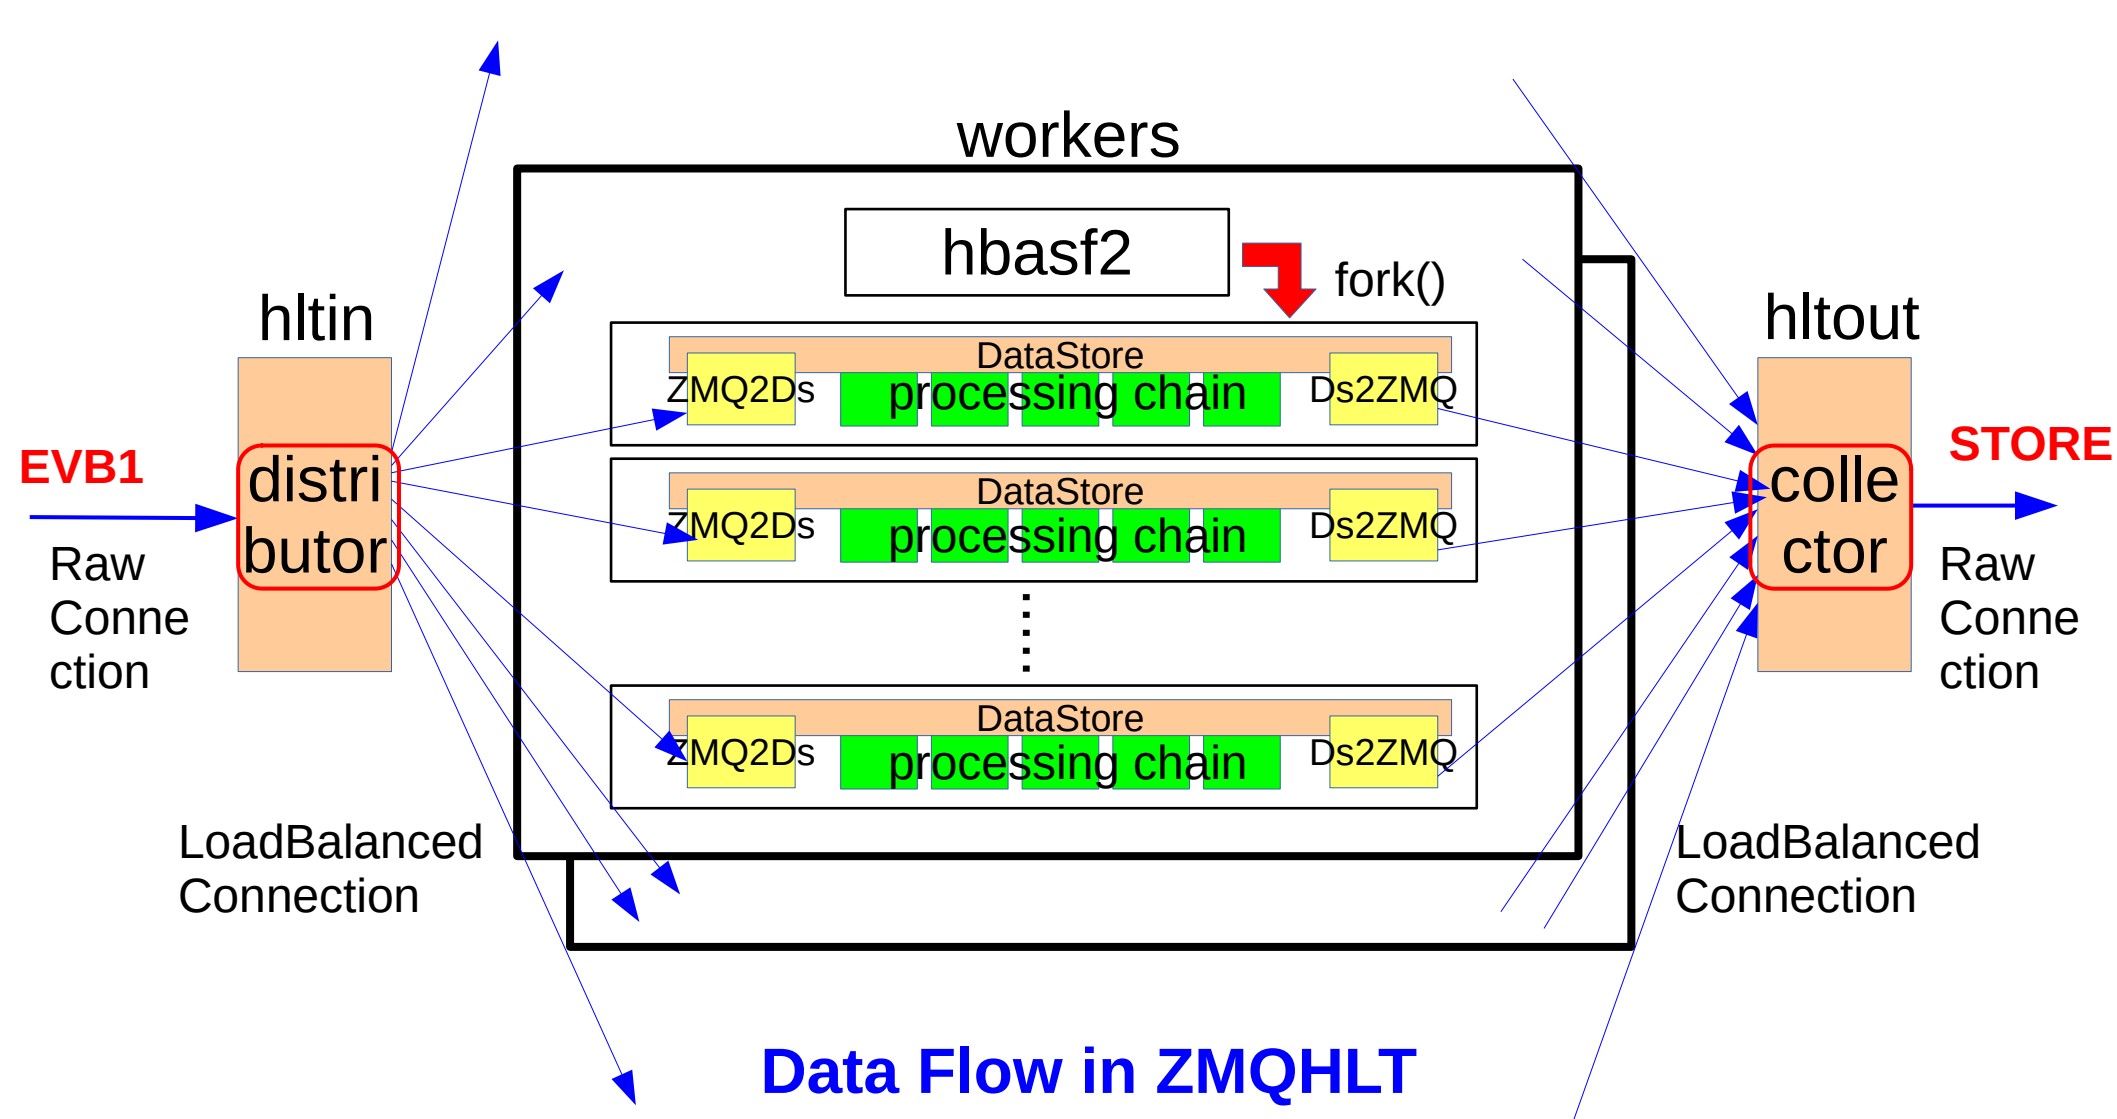 workers
hbasf2
fork()
hltin
hltout
DataStore
ZMQ2Ds
processing chain
Ds2ZMQ
EVB1
distri
butor
Raw
Conne
ction
DataStore
ZMQ2Ds
processing chain
Ds2ZMQ
STORE
colle
ctor
Raw
Conne
ction
DataStore
ZMQ2Ds
processing chain
Ds2ZMQ
LoadBalanced
Connection
LoadBalanced
Connection
Data Flow in ZMQHLT